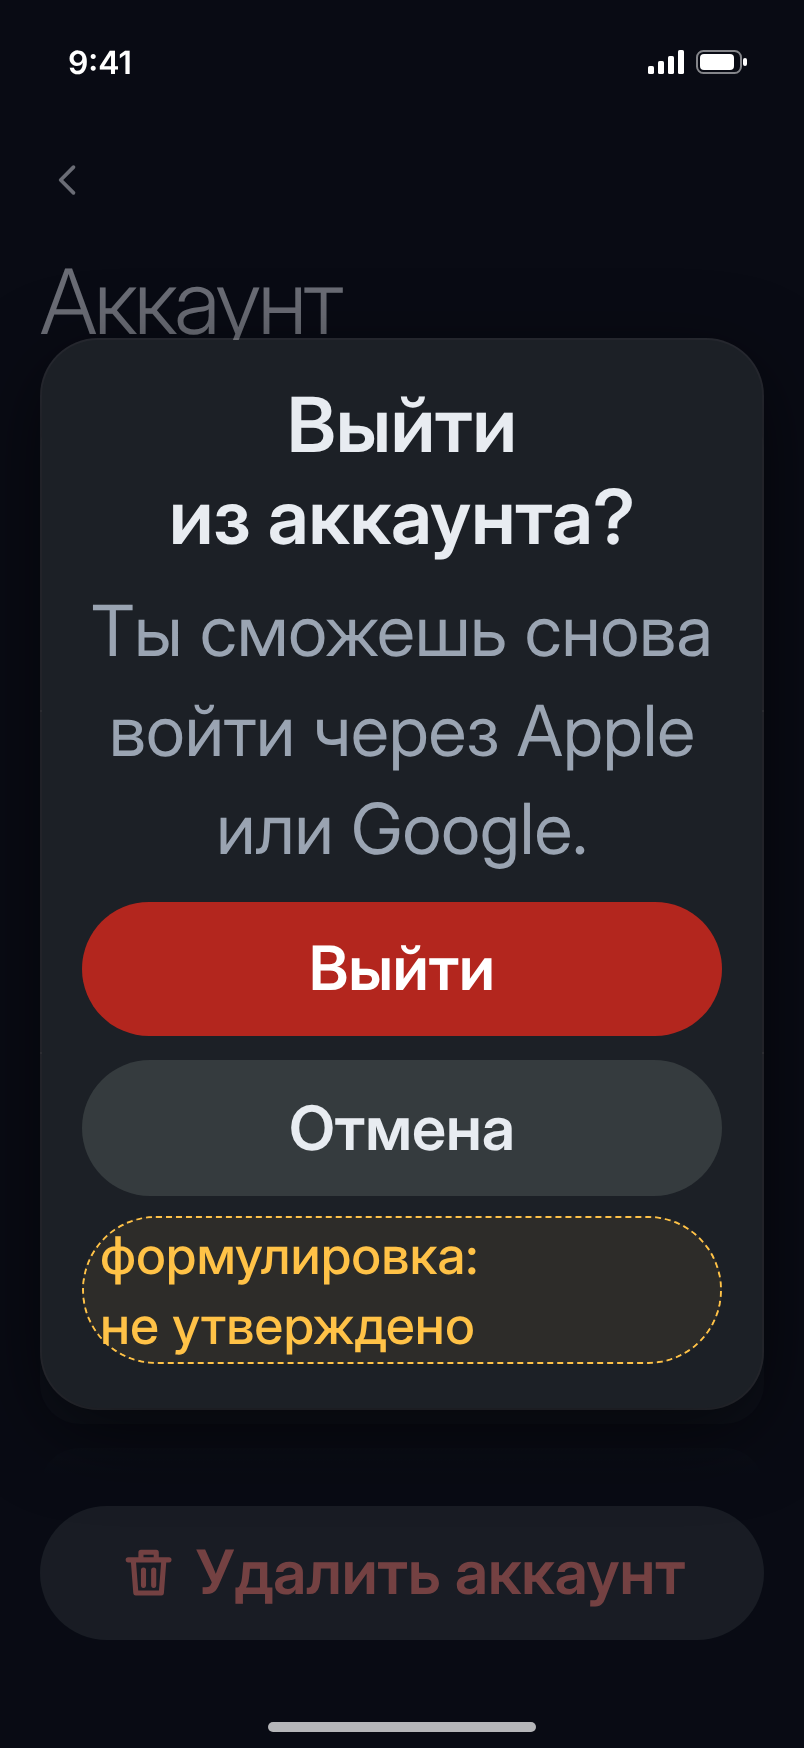 9:41
Аккаунт
Выйти
из аккаунта?
Ты сможешь снова
войти через Apple
или Google.
Выйти
Отмена
формулировка:
не утверждено
Удалить аккаунт